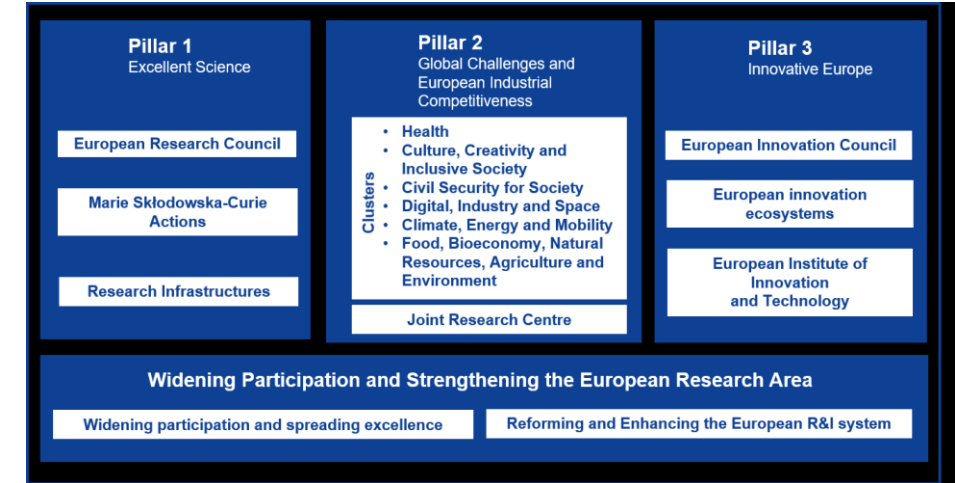 Pillar 1
Excellent Science
European Research Council
Marie Skłodowska-Curie
Actions
Research Infrastructures
Pillar 2
Global Challenges and
European Industrial
Competitiveness
Clusters
• Health
• Culture, Creativity and
Inclusive Society
• Civil Security for Society
• Digital, Industry and Space
• Climate, Energy and Mobility
• Food, Bioeconomy, Natural
Resources, Agriculture and
Environment
Joint Research Centre
Pillar 3
Innovative Europe
European Innovation Council
European innovation
ecosystems
European Institute of
Innovation
and Technology
Widening Participation and Strengthening the European Research Area
Widening participation and spreading excellence
Reforming and Enhancing the European R&I system